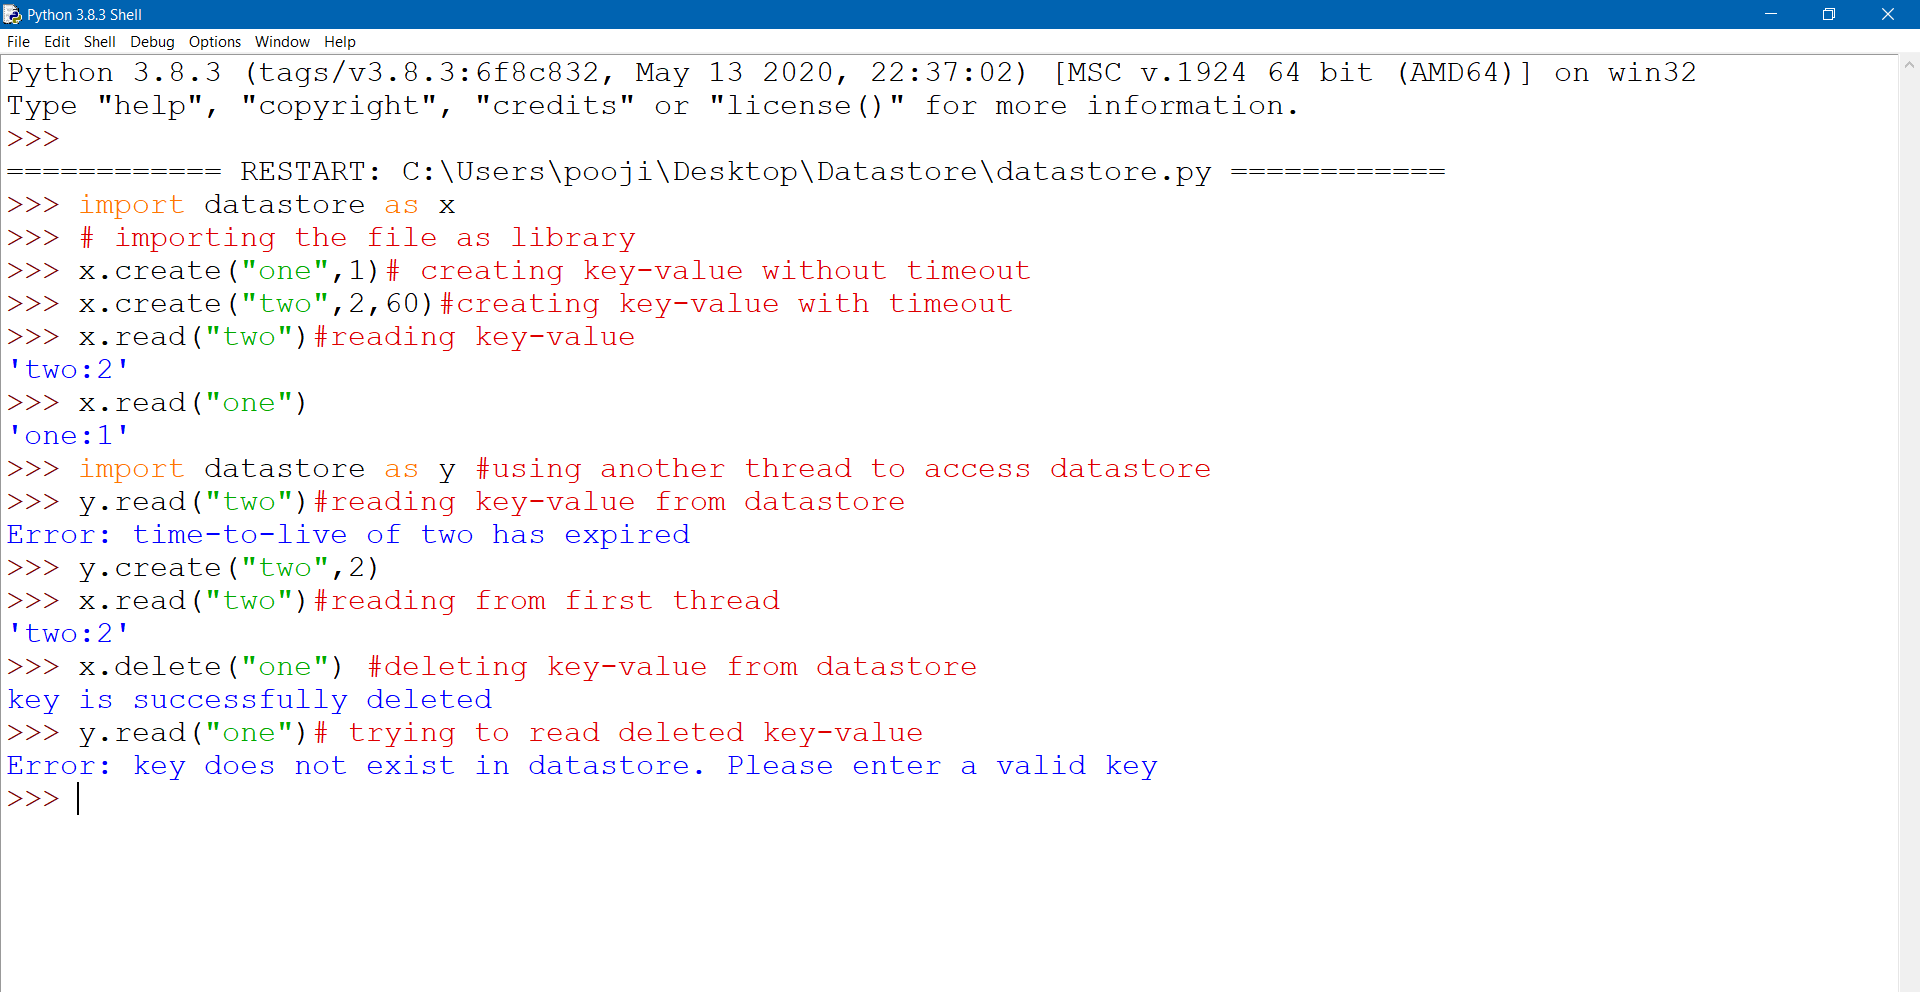 Python 3.8.3 Shell
File Edit Shell Debug Options Window Help
Python 3.8.3 (tags/v3.8.3:6f8c832, May 13 2020, 22:37:02) [MSC v.1924 64 bit (AMD64)] on win32
Type "help", "copyright", "credits" or "license()" for more information.
>>>
============ RESTART: C:\Users\pooji\Desktop\Datastore\datastore.py ============
>>> import datastore as x
>>> # importing the file as library
>>> x.create("one",1)# creating key-value without timeout
>>> x.create("two",2,60)#creating key-value with timeout
>>> x.read("two")#reading key-value
'two:2'
>>> x.read("one")
'one:1'
>>> import datastore as y #using another thread to access datastore
>>> y.read("two")#reading key-value from datastore
Error: time-to-live of two has expired
>>> y.create("two",2)
>>> x.read("two")#reading from first thread
'two:2'
>>> x.delete("one") #deleting key-value from datastore
key is successfully deleted
>>> y.read("one")# trying to read deleted key-value
Error: key does not exist in datastore. Please enter a valid key
>>>